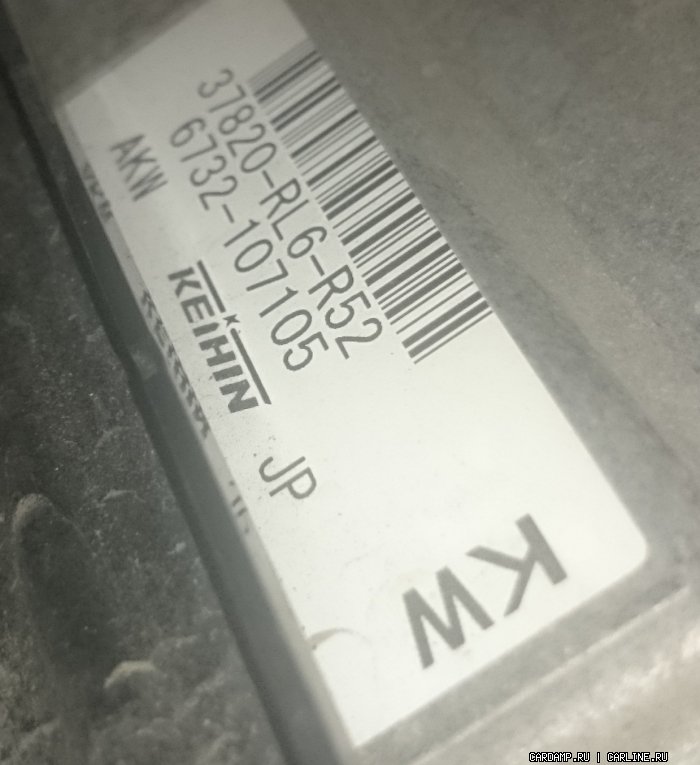 37820-RL6-R52
6732-107105
AKW
KEIHIN
JP
KW
CARDAMP.RU | CARLINE.RU